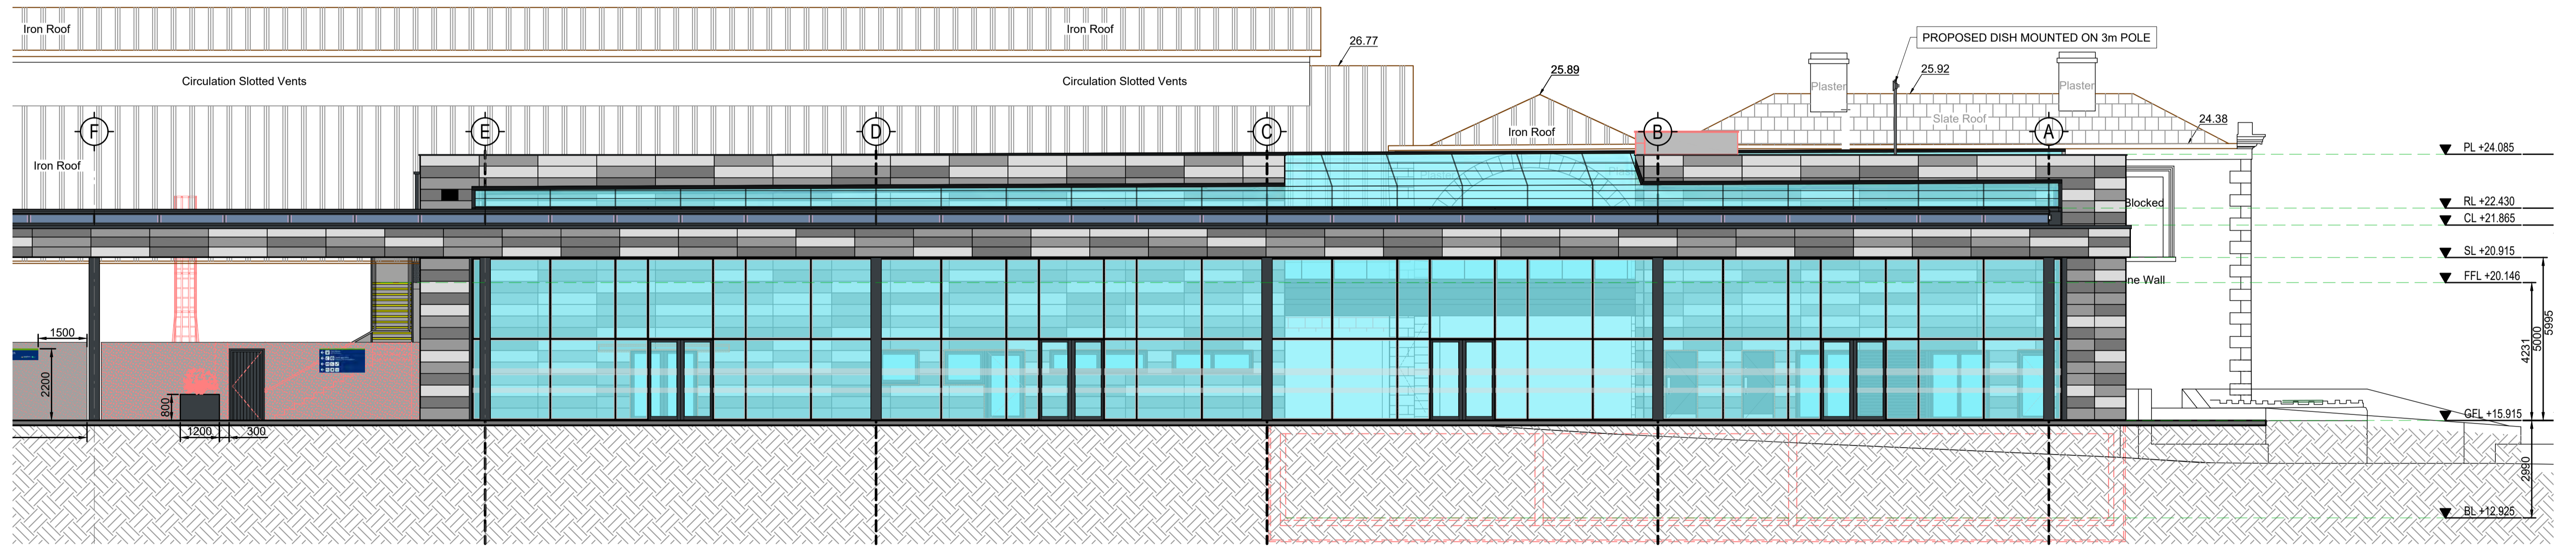 Iron Roof
Iron Roof
26.77
PROPOSED DISH MOUNTED ON 3m POLE
Circulation Slotted Vents
Circulation Slotted Vents
25.89
25.92
Plaster
Plaster
24.38
Slate Roof
F
E
D
C
Iron Roof
B
A
Iron Roof
PL +24.085
Plaster
Blocked
RL +22.430
CL +21.865
SL +20.915
FFL +20.146
ne Wall
1500
2200
800
1200
300
4231
5000
5995
GFL +15.915
2990
BL +12.925